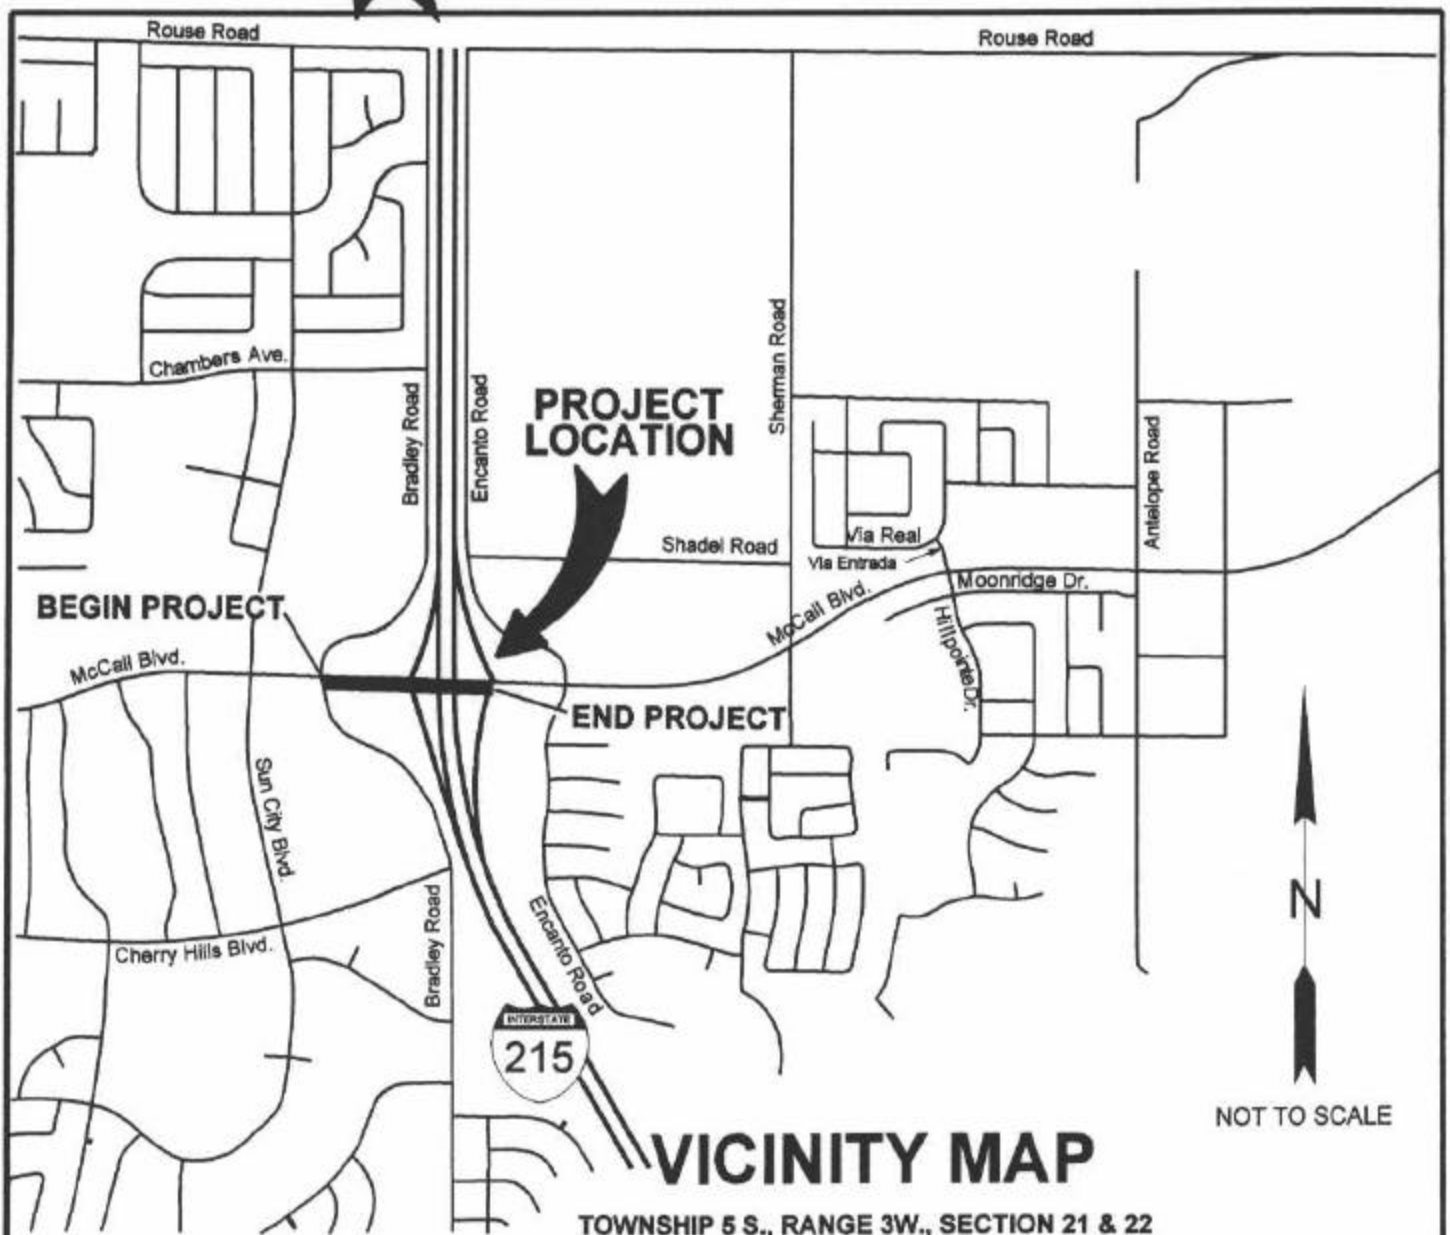 Rouse Road
Rouse Road
Chambers Ave.
Bradley Road
Encanto Road
PROJECT
LOCATION
Sherman Road
Antelope Road
Shadel Road
Via Real
Via Entrada
McCall Blvd.
Moonridge Dr.
Hillpointe Dr.
BEGIN PROJECT
McCall Blvd.
END PROJECT
Sun City Blvd.
Cherry Hills Blvd.
Bradley Road
Encanto Road
INTERSTATE
215
N
NOT TO SCALE
VICINITY MAP
TOWNSHIP 5 S., RANGE 3W., SECTION 21 & 22